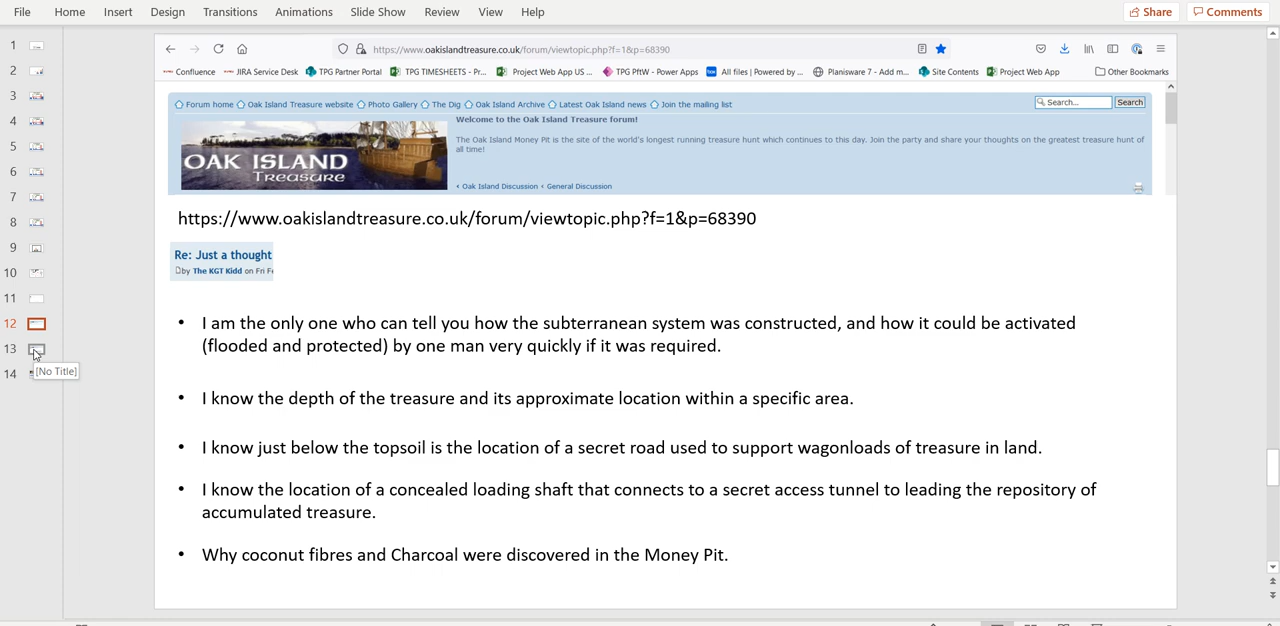 File Home Insert Design Transitions Animations Slide Show Review View Help Share Comments
https://www.oakislandtreasure.co.uk/forum/viewtopic.php?f=1&p=68390
Confluence JIRA Service Desk TPG Partner Portal TPG TIMESHEETS - Pr... Project Web App US ... TPG PftW - Power Apps All files | Powered by ... Planisware 7 - Add m... Site Contents Project Web App Other Bookmarks
Forum home Oak Island Treasure website Photo Gallery The Dig Oak Island Archive Latest Oak Island news Join the mailing list Search... Search
Welcome to the Oak Island Treasure forum!
The Oak Island Money Pit is the site of the world's longest running treasure hunt which continues to this day. Join the party and share your thoughts on the greatest treasure hunt of
all time!
OAK ISLAND
Treasure
‹ Oak Island Discussion ‹ General Discussion
https://www.oakislandtreasure.co.uk/forum/viewtopic.php?f=1&p=68390
Re: Just a thought
by The KGT Kidd on Fri
• I am the only one who can tell you how the subterranean system was constructed, and how it could be activated
(flooded and protected) by one man very quickly if it was required.
• I know the depth of the treasure and its approximate location within a specific area.
• I know just below the topsoil is the location of a secret road used to support wagonloads of treasure in land.
• I know the location of a concealed loading shaft that connects to a secret access tunnel to leading the repository of
accumulated treasure.
• Why coconut fibres and Charcoal were discovered in the Money Pit.
1
2
3
4
5
6
7
8
9
10
11
12
13
[No Title]
14